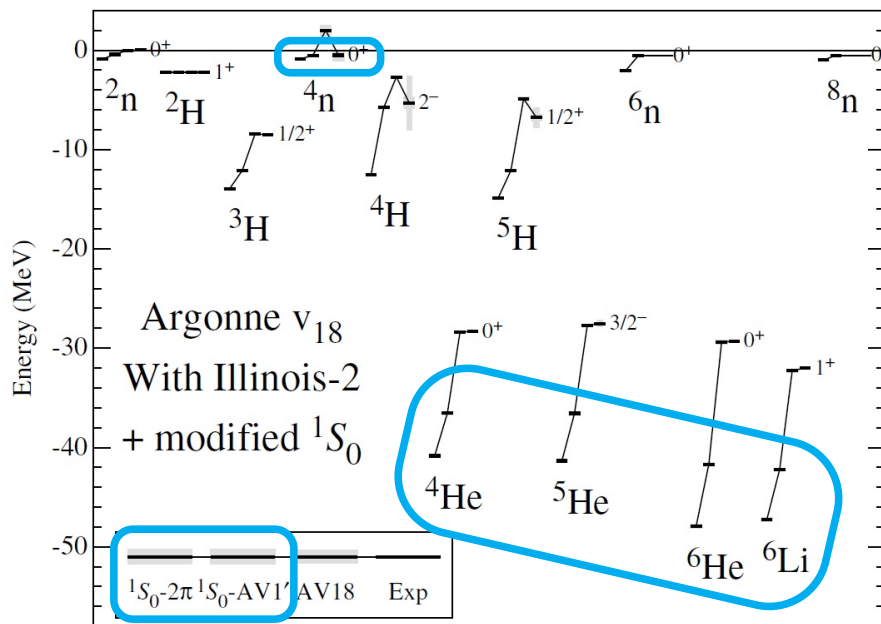 0
-10
-20
-30
-40
-50
Energy (MeV)
²n
0⁺
²H
1⁺
³H
1/2⁺
⁴n
0⁺
⁴H
2⁻
⁵H
1/2⁺
⁶n
0⁺
⁸n
0
Argonne v₁₈
With Illinois-2
+ modified ¹S₀
⁴He
0⁺
⁵He
3/2⁻
⁶He
0⁺
⁶Li
1⁺
¹S₀-2π ¹S₀-AV1′ AV18 Exp